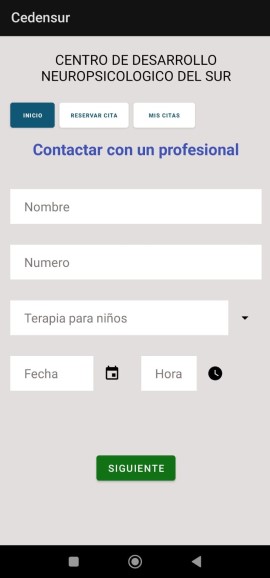 Cedensur
CENTRO DE DESARROLLO
NEUROPSICOLOGICO DEL SUR
INICIO
RESERVAR CITA
MIS CITAS
Contactar con un profesional
Nombre
Numero
Terapia para niños
Fecha
Hora
SIGUIENTE